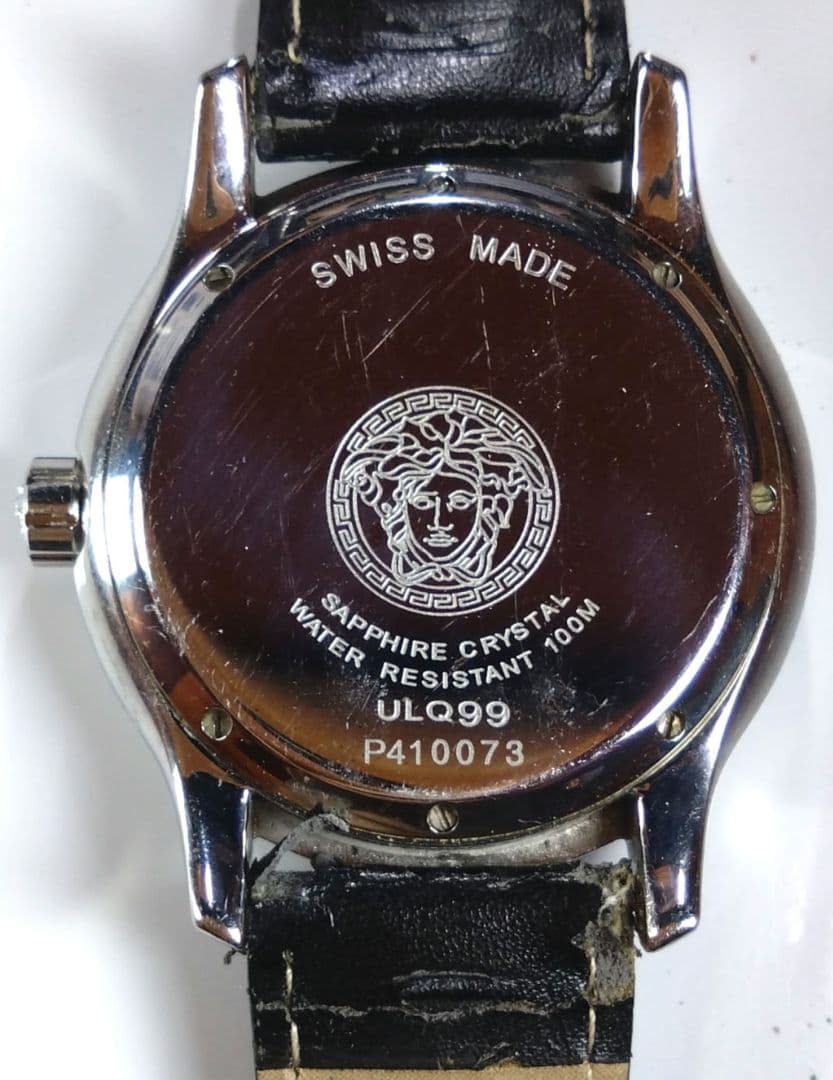 SWISS MADE
SAPPHIRE CRYSTAL
WATER RESISTANT 100M
ULQ99
P410073